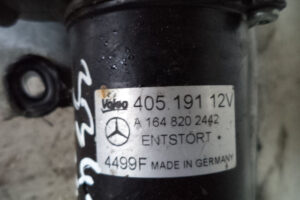 Valeo 405.191 12V
A 164 820 2442
ENTSTÖRT
4499F MADE IN GERMANY